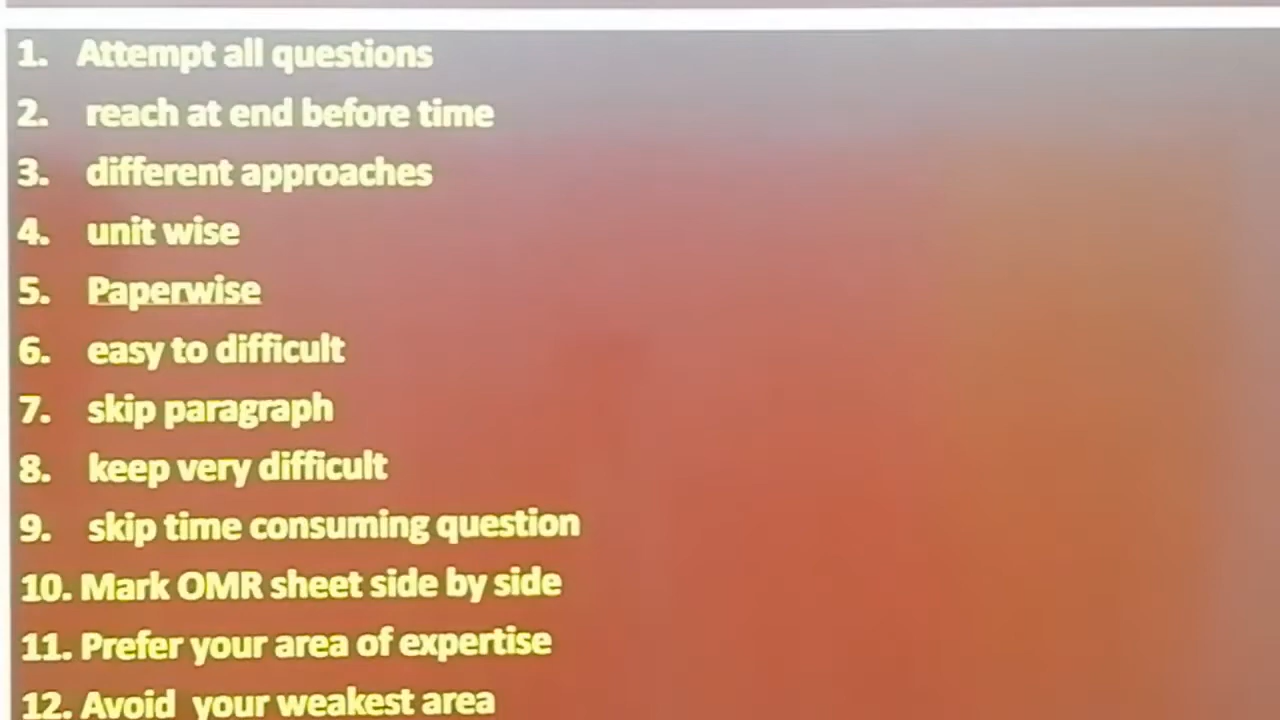 1. Attempt all questions
2. reach at end before time
3. different approaches
4. unit wise
5. Paperwise
6. easy to difficult
7. skip paragraph
8. keep very difficult
9. skip time consuming question
10. Mark OMR sheet side by side
11. Prefer your area of expertise
12. Avoid your weakest area